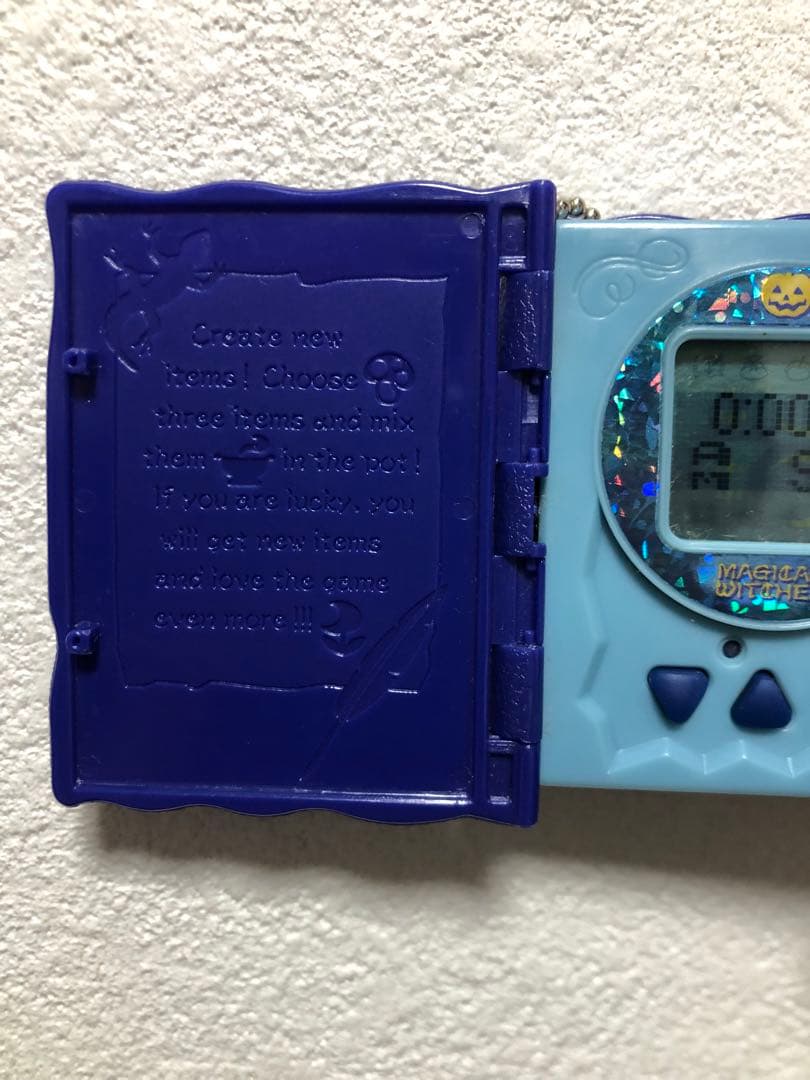 Create new
items! Choose
three items and mix
them in the pot!
If you are lucky, you
will get new items
and love the game
even more !!!
0:00
A
M S
MAGICA
WITCHE